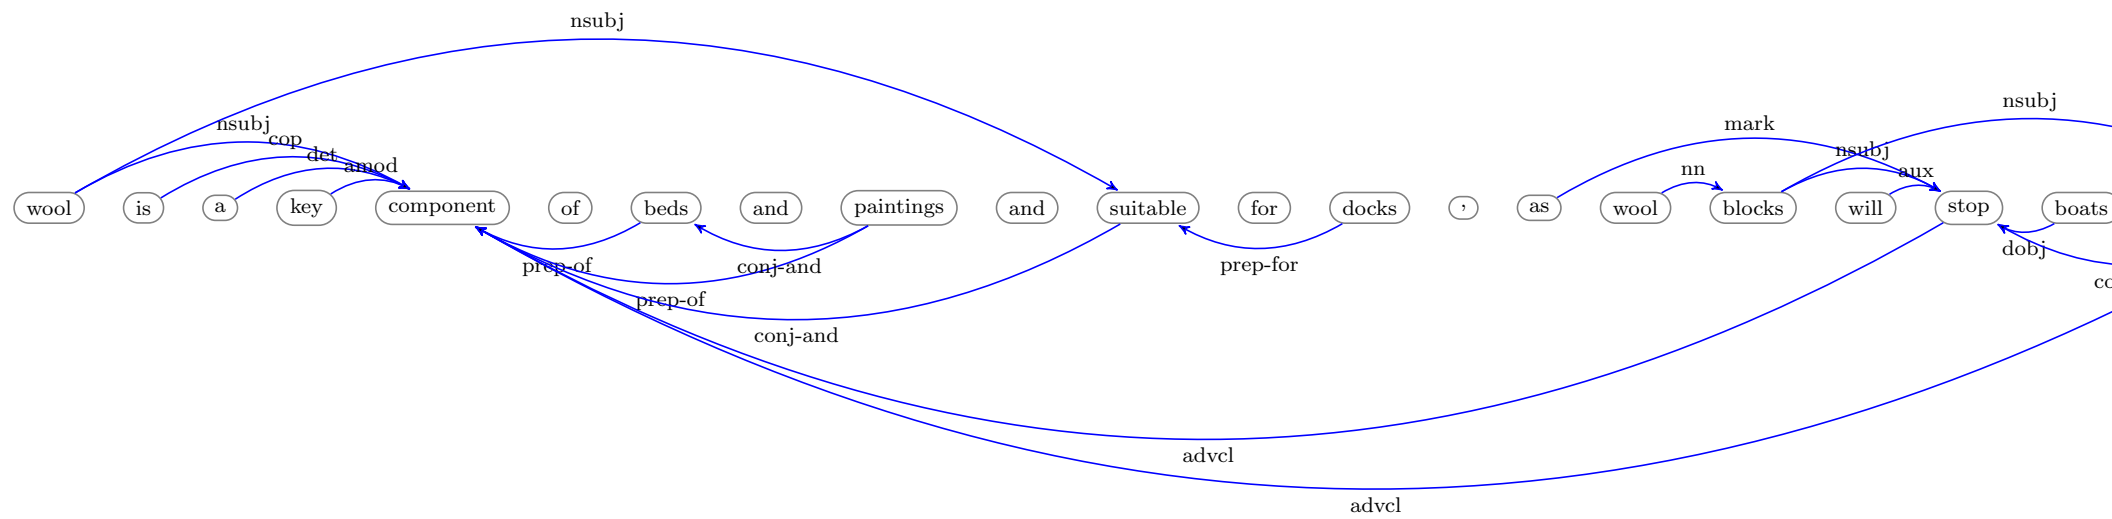 nsubj
nsubj
mark
nsubj
cop
det
amod
nn
nsubj
aux
wool is a key component of beds and paintings and suitable for docks , as wool blocks will stop boats
prep-of
conj-and
prep-for
dobj
co
prep-of
conj-and
advcl
advcl